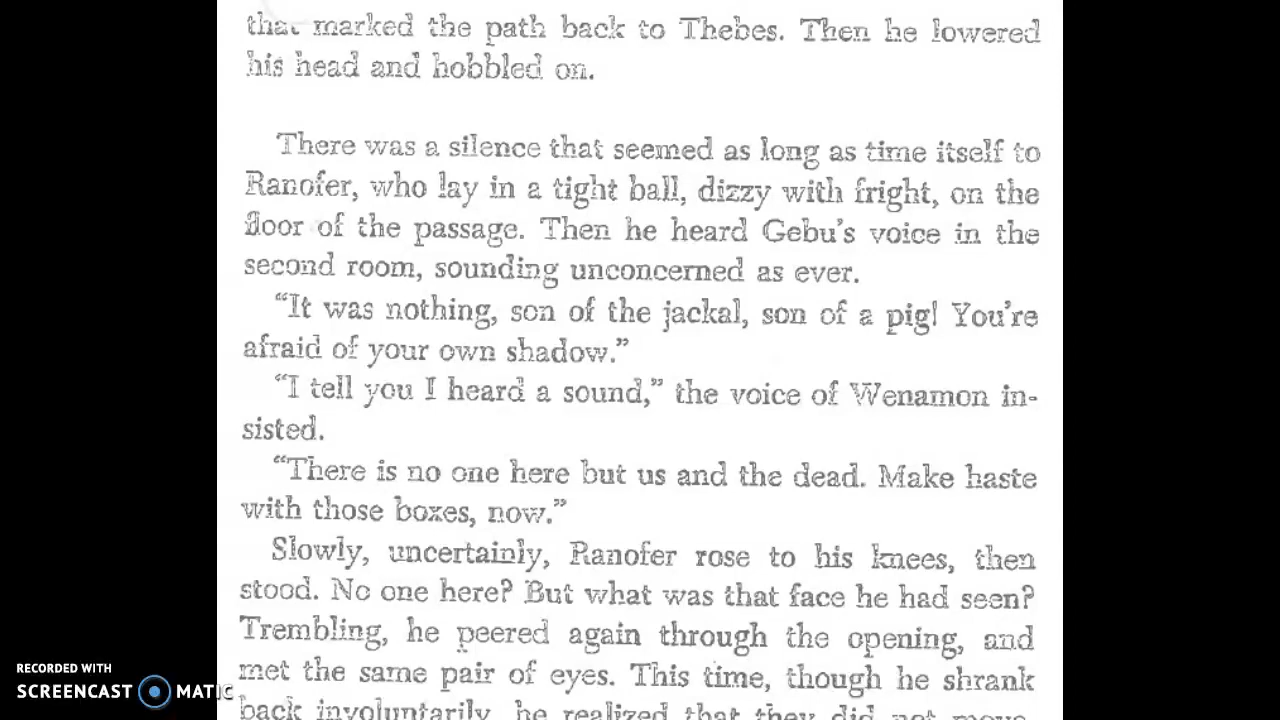 that marked the path back to Thebes. Then he lowered
his head and hobbled on.
There was a silence that seemed as long as time itself to
Ranofer, who lay in a tight ball, dizzy with fright, on the
floor of the passage. Then he heard Gebu's voice in the
second room, sounding unconcerned as ever.
"It was nothing, son of the jackal, son of a pig! You're
afraid of your own shadow."
"I tell you I heard a sound," the voice of Wenamon in-
sisted.
"There is no one here but us and the dead. Make haste
with those boxes, now."
Slowly, uncertainly, Ranofer rose to his knees, then
stood. No one here? But what was that face he had seen?
Trembling, he peered again through the opening, and
met the same pair of eyes. This time, though he shrank
back involuntarily, he realized that they did not move.
RECORDED WITH
SCREENCAST MATIC